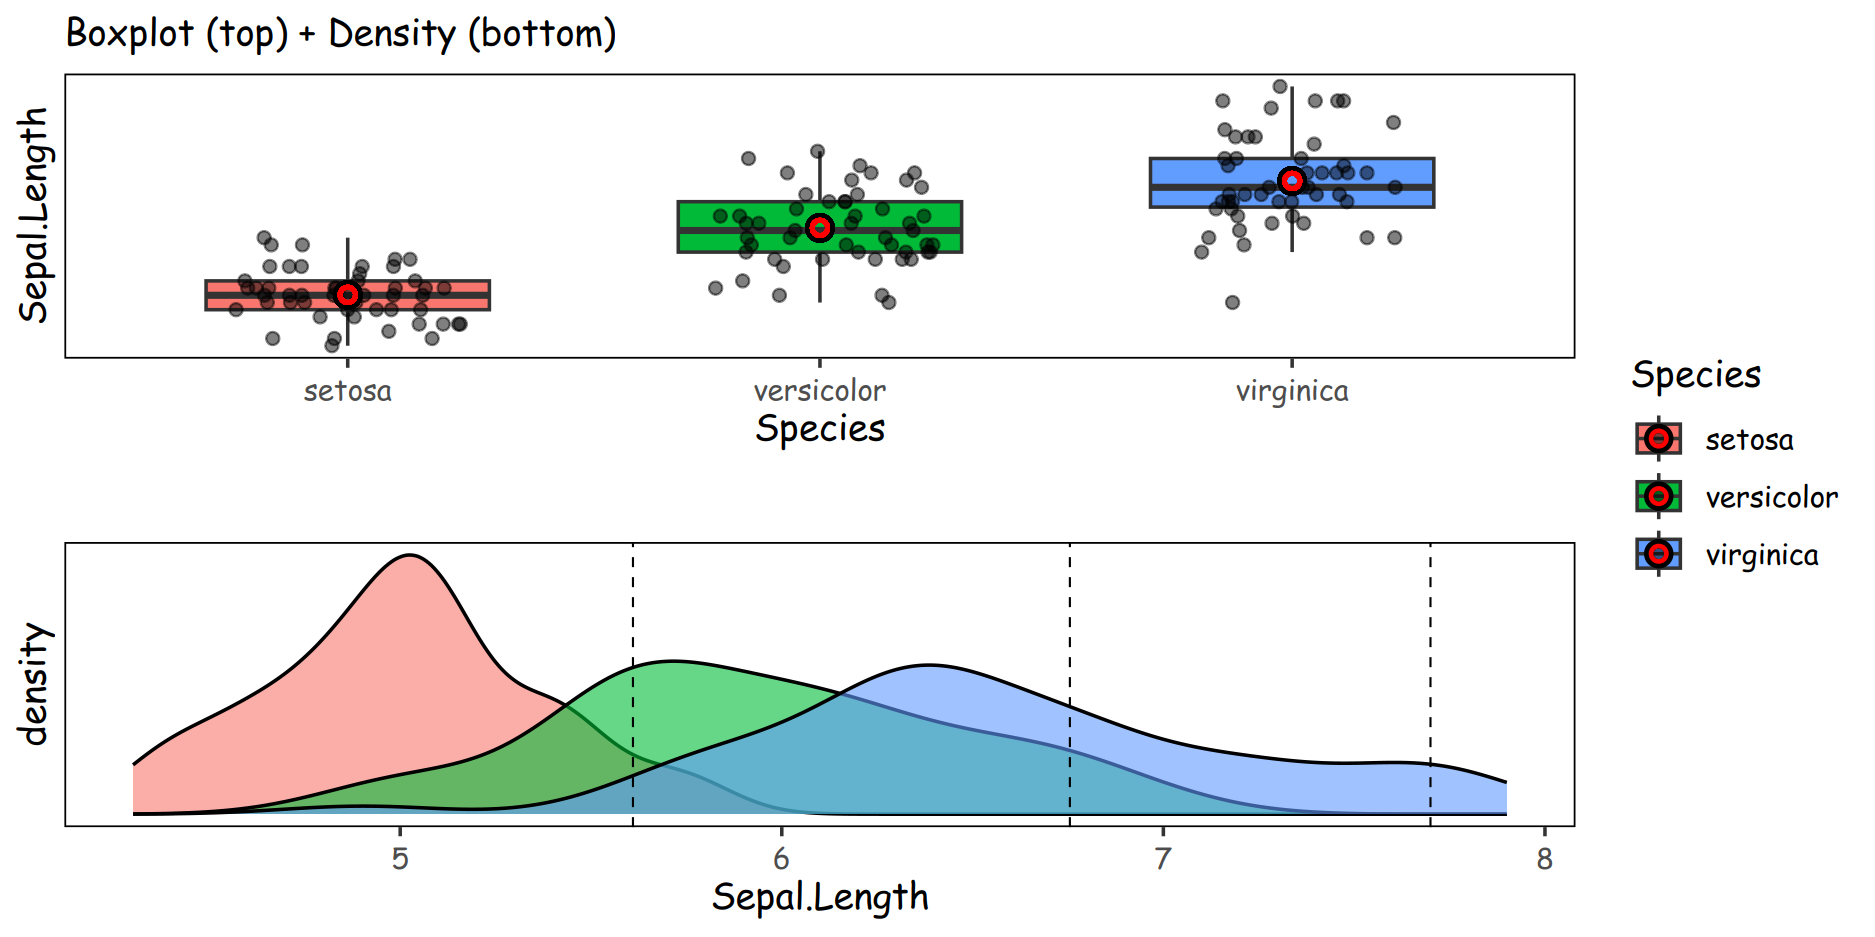 Boxplot (top) + Density (bottom)
Sepal.Length
setosa
versicolor
virginica
Species
density
5
6
7
8
Sepal.Length
Species
setosa
versicolor
virginica